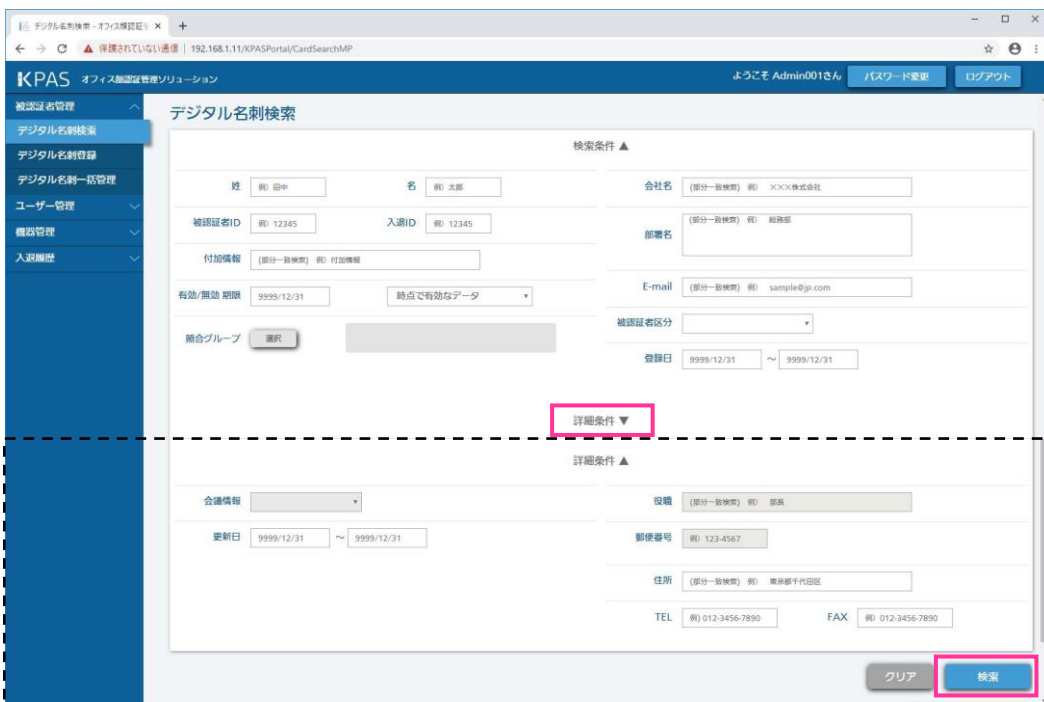 デジタル名刺検索 - オフィス顔認証管
保護されていない通信 | 192.168.1.11/KPASPortal/CardSearchMP
KPAS オフィス顔認証管理ソリューション
ようこそ Admin001さん
パスワード変更
ログアウト
被認証者管理
デジタル名刺検索
デジタル名刺登録
デジタル名刺一括管理
ユーザー管理
機器管理
入退履歴
デジタル名刺検索
検索条件 ▲
姓 例）田中
名 例）太郎
会社名 (部分一致検索) 例） ×××株式会社
被認証者ID 例）12345
入退ID 例）12345
部署名 (部分一致検索) 例） 総務部
付加情報 (部分一致検索) 例）付加情報
E-mail (部分一致検索) 例） sample@jp.com
有効/無効 期限 9999/12/31 時点で有効なデータ
被認証者区分
照合グループ 選択
登録日 9999/12/31 ～ 9999/12/31
詳細条件 ▼
詳細条件 ▲
会議情報
役職 (部分一致検索) 例） 部長
更新日 9999/12/31 ～ 9999/12/31
郵便番号 例）123-4567
住所 (部分一致検索) 例） 東京都千代田区
TEL 例) 012-3456-7890
FAX 例）012-3456-7890
クリア
検索